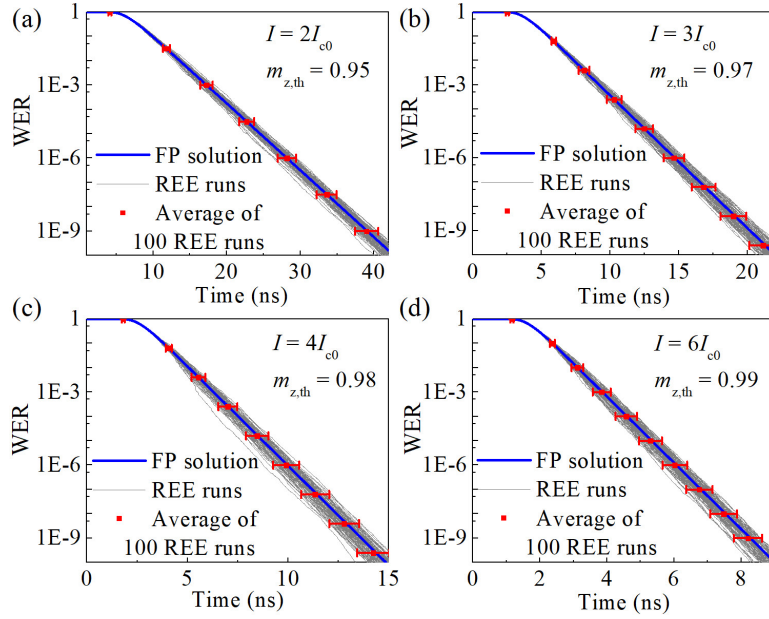 (a)
I = 2Ic0
mz,th = 0.95
WER
1
1E-3
1E-6
1E-9
FP solution
REE runs
Average of
100 REE runs
10 20 30 40
Time (ns)
(b)
I = 3Ic0
mz,th = 0.97
WER
1
1E-3
1E-6
1E-9
FP solution
REE runs
Average of
100 REE runs
0 5 10 15 20
Time (ns)
(c)
I = 4Ic0
mz,th = 0.98
WER
1
1E-3
1E-6
1E-9
FP solution
REE runs
Average of
100 REE runs
0 5 10 15
Time (ns)
(d)
I = 6Ic0
mz,th = 0.99
WER
1
1E-3
1E-6
1E-9
FP solution
REE runs
Average of
100 REE runs
0 2 4 6 8
Time (ns)